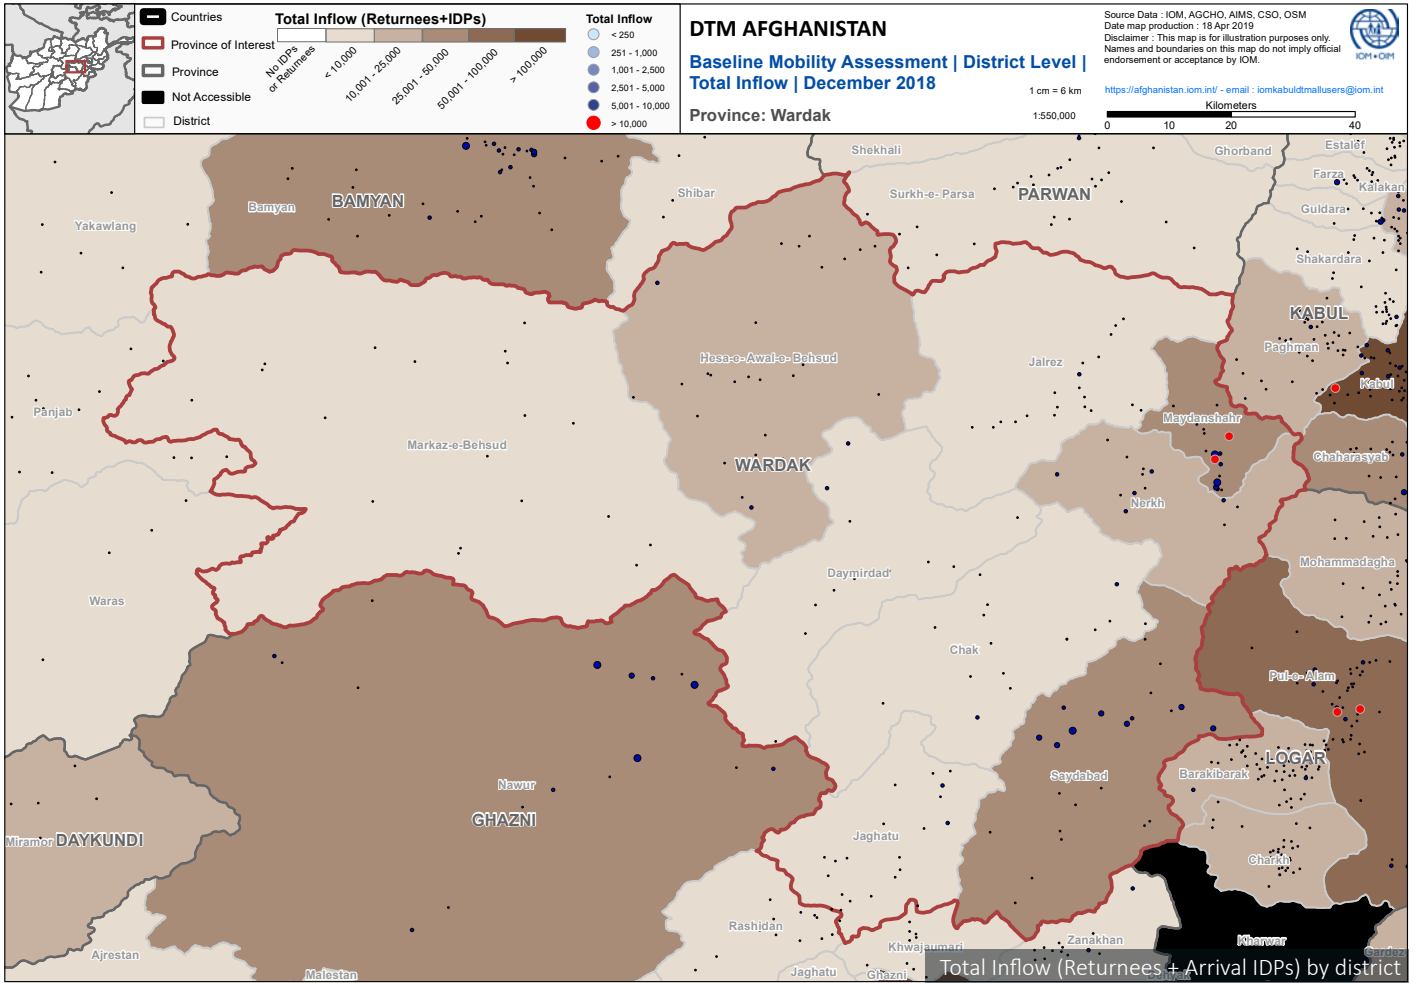 Countries
Province of Interest
Province
Not Accessible
District
Total Inflow (Returnees+IDPs)
No IDPs
or Returnees
< 10,000
10,001 - 25,000
25,001 - 50,000
50,001 - 100,000
> 100,000
Total Inflow
< 250
251 - 1,000
1,001 - 2,500
2,501 - 5,000
5,001 - 10,000
> 10,000
DTM AFGHANISTAN
Baseline Mobility Assessment | District Level |
Total Inflow | December 2018
Province: Wardak
1 cm = 6 km
1:550,000
Source Data : IOM, AGCHO, AIMS, CSO, OSM
Date map production : 18 Apr 2019
Disclaimer : This map is for illustration purposes only.
Names and boundaries on this map do not imply official
endorsement or acceptance by IOM.
IOM • OIM
https://afghanistan.iom.int/ - email : iomkabuldtmallusers@iom.int
Kilometers
0 10 20 40
Shekhali
Ghorband
Estalef
Farza
Kalakan
Shibar
Surkh-e- Parsa
PARWAN
Bamyan
BAMYAN
Guldara
Yakawlang
Shakardara
KABUL
Paghman
Hesa-e- Awal-e- Behsud
Jalrez
Kabul
Panjab
Maydanshahr
Markaz-e-Behsud
WARDAK
Chaharasyab
Nerkh
Mohammadagha
Daymirdad
Waras
Chak
Pul-e- Alam
LOGAR
Saydabad
Barakibarak
Nawur
GHAZNI
Miramor
DAYKUNDI
Jaghatu
Charkh
Rashidan
Khwajaumari
Zanakhan
Kharwar
Ajrestan
Gardez
Malestan
Jaghatu
Ghazni
Total Inflow (Returnees + Arrival IDPs) by district